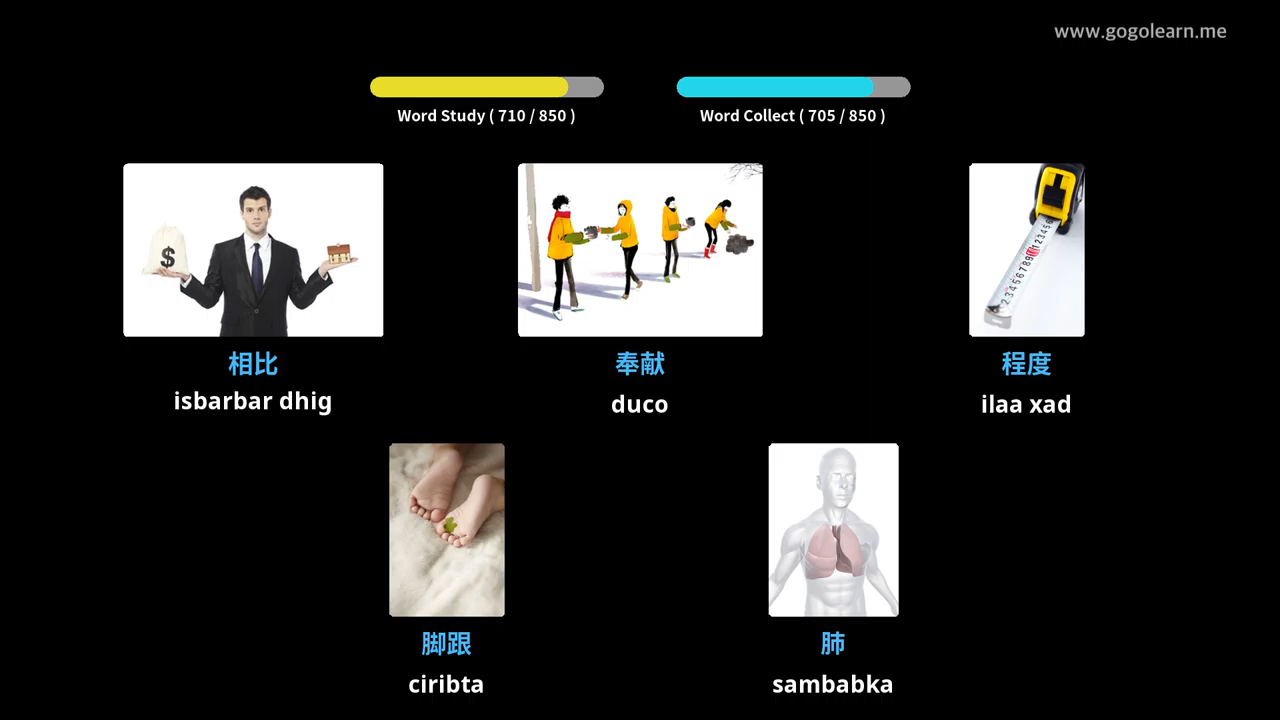 www.gogolearn.me
Word Study ( 710 / 850 )
Word Collect ( 705 / 850 )
$
相比
isbarbar dhig
奉献
duco
程度
ilaa xad
脚跟
ciribta
肺
sambabka